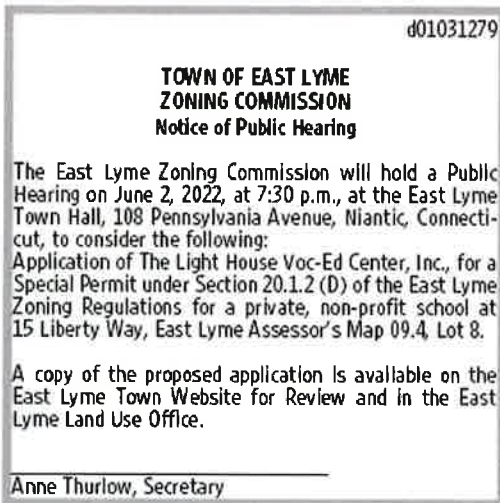 d01031279
TOWN OF EAST LYME
ZONING COMMISSION
Notice of Public Hearing
The East Lyme Zoning Commission will hold a Public
Hearing on June 2, 2022, at 7:30 p.m., at the East Lyme
Town Hall, 108 Pennsylvania Avenue, Niantic, Connecti-
cut, to consider the following:
Application of The Light House Voc-Ed Center, Inc., for a
Special Permit under Section 20.1.2 (D) of the East Lyme
Zoning Regulations for a private, non-profit school at
15 Liberty Way, East Lyme Assessor's Map 09.4, Lot 8.
A copy of the proposed application is available on the
East Lyme Town Website for Review and in the East
Lyme Land Use Office.
Anne Thurlow, Secretary